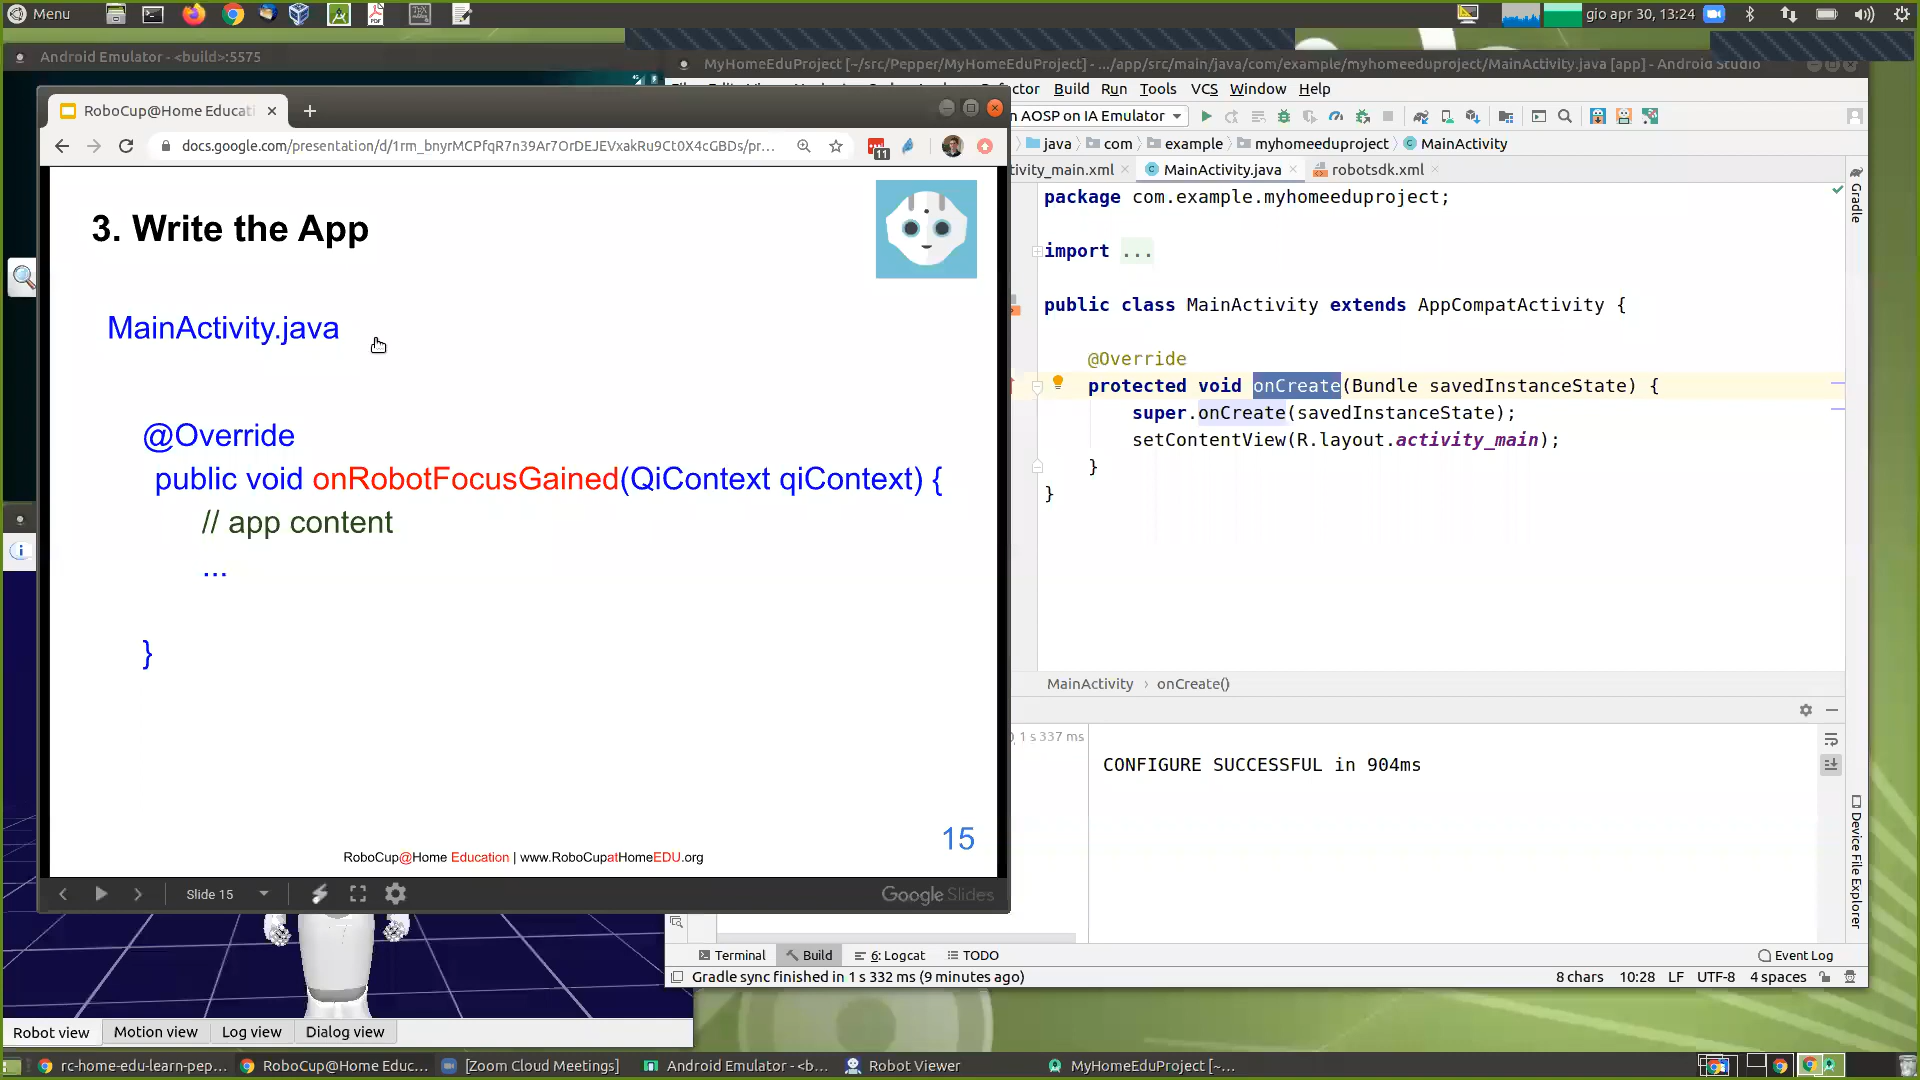 Menu
gio apr 30, 13:24
Android Emulator - <build>:5575
MyHomeEduProject [~/src/Pepper/MyHomeEduProject] - .../app/src/main/java/com/example/myhomeeduproject/MainActivity.java [app] - Android Studio
Build Run Tools VCS Window Help
RoboCup@Home Educati
AOSP on IA Emulator
docs.google.com/presentation/d/1rm_bnyrMCPfqR7n39Ar7OrDEJEVxakRu9Ct0X4cGBDs/pr...
11
java com example myhomeeduproject MainActivity
tivity_main.xml MainActivity.java robotsdk.xml
3. Write the App
MainActivity.java
@Override
public void onRobotFocusGained(QiContext qiContext) {
// app content
...
}
15
RoboCup@Home Education | www.RoboCupatHomeEDU.org
Slide 15
Google Slides
package com.example.myhomeeduproject;
import ...
public class MainActivity extends AppCompatActivity {
@Override
protected void onCreate(Bundle savedInstanceState) {
super.onCreate(savedInstanceState);
setContentView(R.layout.activity_main);
}
}
MainActivity › onCreate()
1 s 337 ms
CONFIGURE SUCCESSFUL in 904ms
Gradle
Device File Explorer
Terminal Build 6: Logcat TODO Event Log
Gradle sync finished in 1 s 332 ms (9 minutes ago)
8 chars 10:28 LF UTF-8 4 spaces
Robot view Motion view Log view Dialog view
rc-home-edu-learn-pep... RoboCup@Home Educ... [Zoom Cloud Meetings] Android Emulator - <b... Robot Viewer MyHomeEduProject [~...